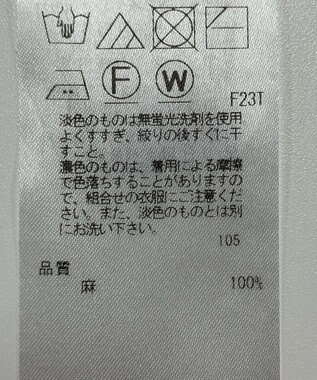 F
W
F23T
淡色のものは無蛍光洗剤を使用
よくすすぎ、絞りの後すぐに干
すこと。
濃色のものは、着用による摩擦
で色落ちすることがありますの
で、組合せの衣服にご注意くだ
さい。また、淡色のものとは別
にお洗い下さい。
105
品質
麻 100%